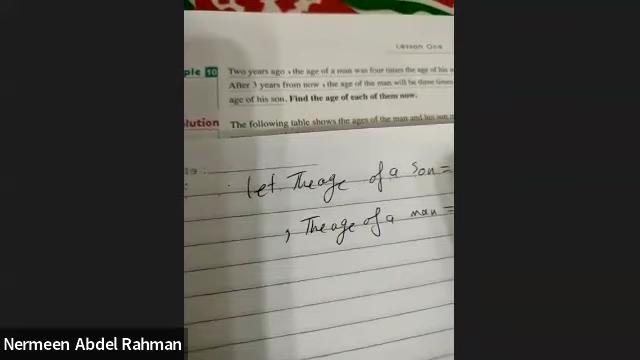 Lesson One
ple 10 Two years ago , the age of a man was four times the age of his
After 3 years from now , the age of the man will be three times
age of his son. Find the age of each of them now.
lution The following table shows the ages of the man and his son
let The age of a son =
, The age of a man =
Nermeen Abdel Rahman